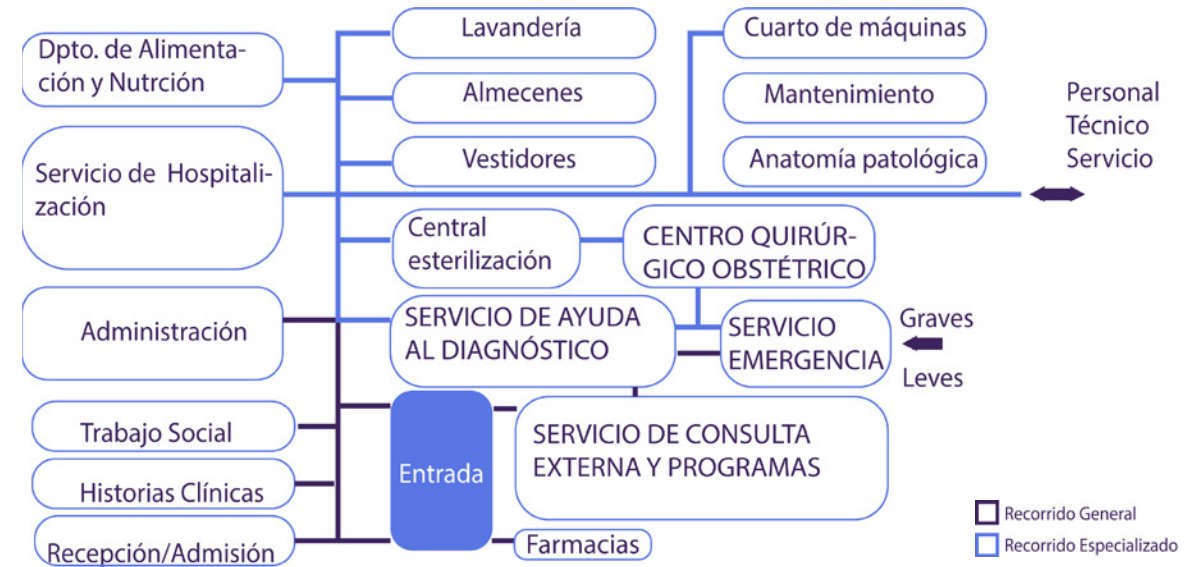 Dpto. de Alimenta-
ción y Nutrción
Servicio de Hospitali-
zación
Administración
Trabajo Social
Historias Clínicas
Recepción/Admisión
Lavandería
Almecenes
Vestidores
Central
esterilización
SERVICIO DE AYUDA
AL DIAGNÓSTICO
Entrada
Cuarto de máquinas
Mantenimiento
Anatomía patológica
CENTRO QUIRÚR-
GICO OBSTÉTRICO
SERVICIO
EMERGENCIA
SERVICIO DE CONSULTA
EXTERNA Y PROGRAMAS
Farmacias
Personal
Técnico
Servicio
Graves
Leves
Recorrido General
Recorrido Especializado